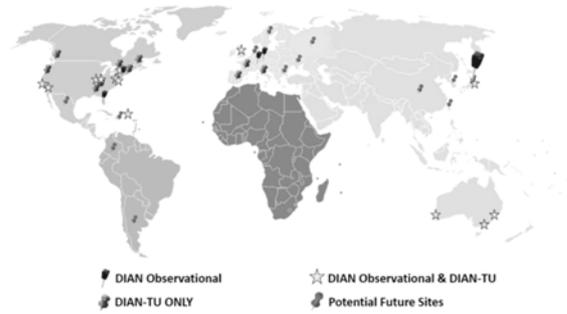 DIAN Observational
DIAN Observational & DIAN-TU
DIAN-TU ONLY
Potential Future Sites